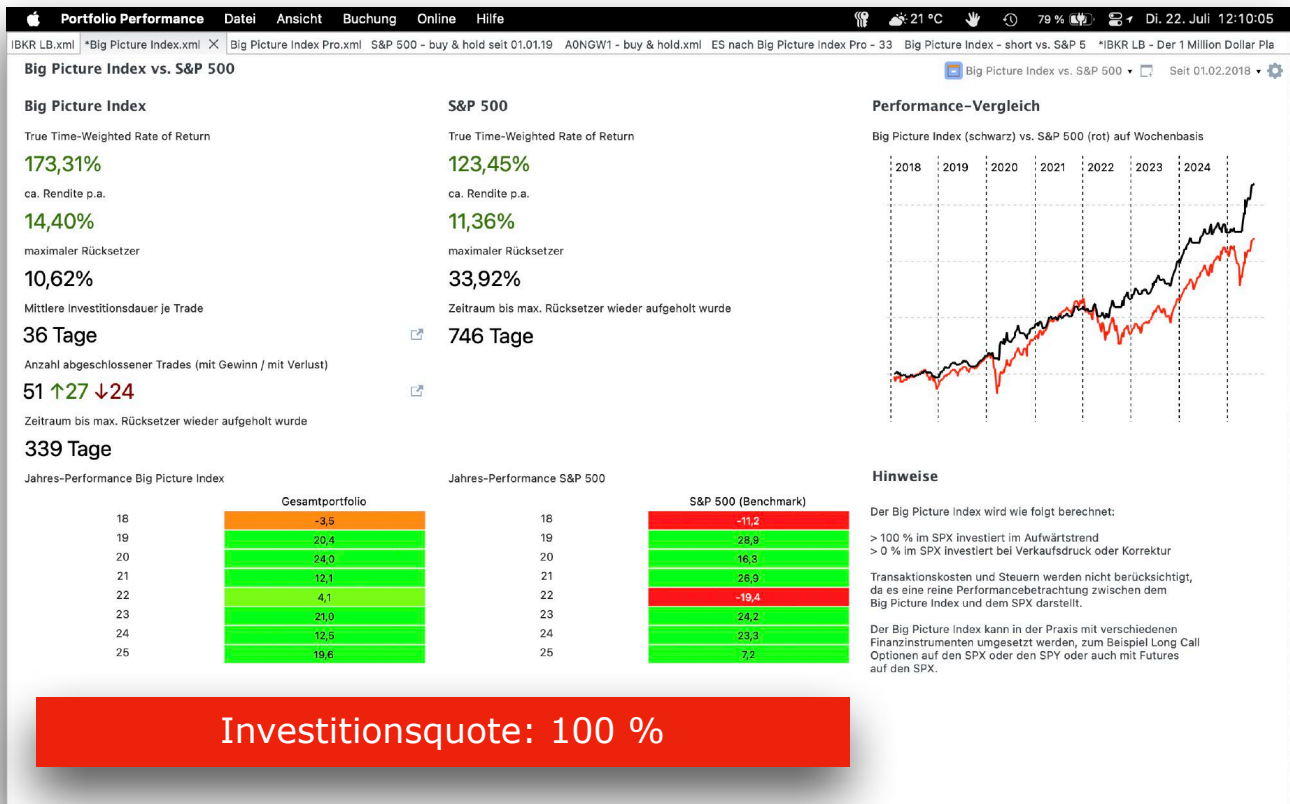 Portfolio Performance Datei Ansicht Buchung Online Hilfe 21 °C 79 % Di. 22. Juli 12:10:05
IBKR LB.xml *Big Picture Index.xml Big Picture Index Pro.xml S&P 500 - buy & hold seit 01.01.19 A0NGW1 - buy & hold.xml ES nach Big Picture Index Pro - 33 Big Picture Index - short vs. S&P 5 *IBKR LB - Der 1 Million Dollar Pla
Big Picture Index vs. S&P 500
Big Picture Index vs. S&P 500 Seit 01.02.2018
Big Picture Index
True Time-Weighted Rate of Return
173,31%
ca. Rendite p.a.
14,40%
maximaler Rücksetzer
10,62%
Mittlere Investitionsdauer je Trade
36 Tage
Anzahl abgeschlossener Trades (mit Gewinn / mit Verlust)
51 ↑27 ↓24
Zeitraum bis max. Rücksetzer wieder aufgeholt wurde
339 Tage
S&P 500
True Time-Weighted Rate of Return
123,45%
ca. Rendite p.a.
11,36%
maximaler Rücksetzer
33,92%
Zeitraum bis max. Rücksetzer wieder aufgeholt wurde
746 Tage
Performance-Vergleich
Big Picture Index (schwarz) vs. S&P 500 (rot) auf Wochenbasis
2018 2019 2020 2021 2022 2023 2024
Jahres-Performance Big Picture Index
Gesamtportfolio
18 -3,5
19 20,4
20 24,0
21 12,1
22 4,1
23 21,0
24 12,5
25 19,6
Jahres-Performance S&P 500
S&P 500 (Benchmark)
18 -11,2
19 28,9
20 16,3
21 26,9
22 -19,4
23 24,2
24 23,3
25 7,2
Hinweise
Der Big Picture Index wird wie folgt berechnet:
> 100 % im SPX investiert im Aufwärtstrend
> 0 % im SPX investiert bei Verkaufsdruck oder Korrektur
Transaktionskosten und Steuern werden nicht berücksichtigt,
da es eine reine Performancebetrachtung zwischen dem
Big Picture Index und dem SPX darstellt.
Der Big Picture Index kann in der Praxis mit verschiedenen
Finanzinstrumenten umgesetzt werden, zum Beispiel Long Call
Optionen auf den SPX oder den SPY oder auch mit Futures
auf den SPX.
Investitionsquote: 100 %